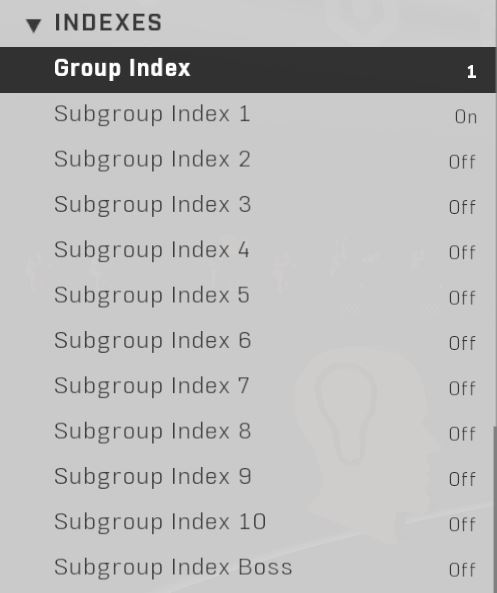 ▼ INDEXES
Group Index 1
Subgroup Index 1 On
Subgroup Index 2 Off
Subgroup Index 3 Off
Subgroup Index 4 Off
Subgroup Index 5 Off
Subgroup Index 6 Off
Subgroup Index 7 Off
Subgroup Index 8 Off
Subgroup Index 9 Off
Subgroup Index 10 Off
Subgroup Index Boss Off